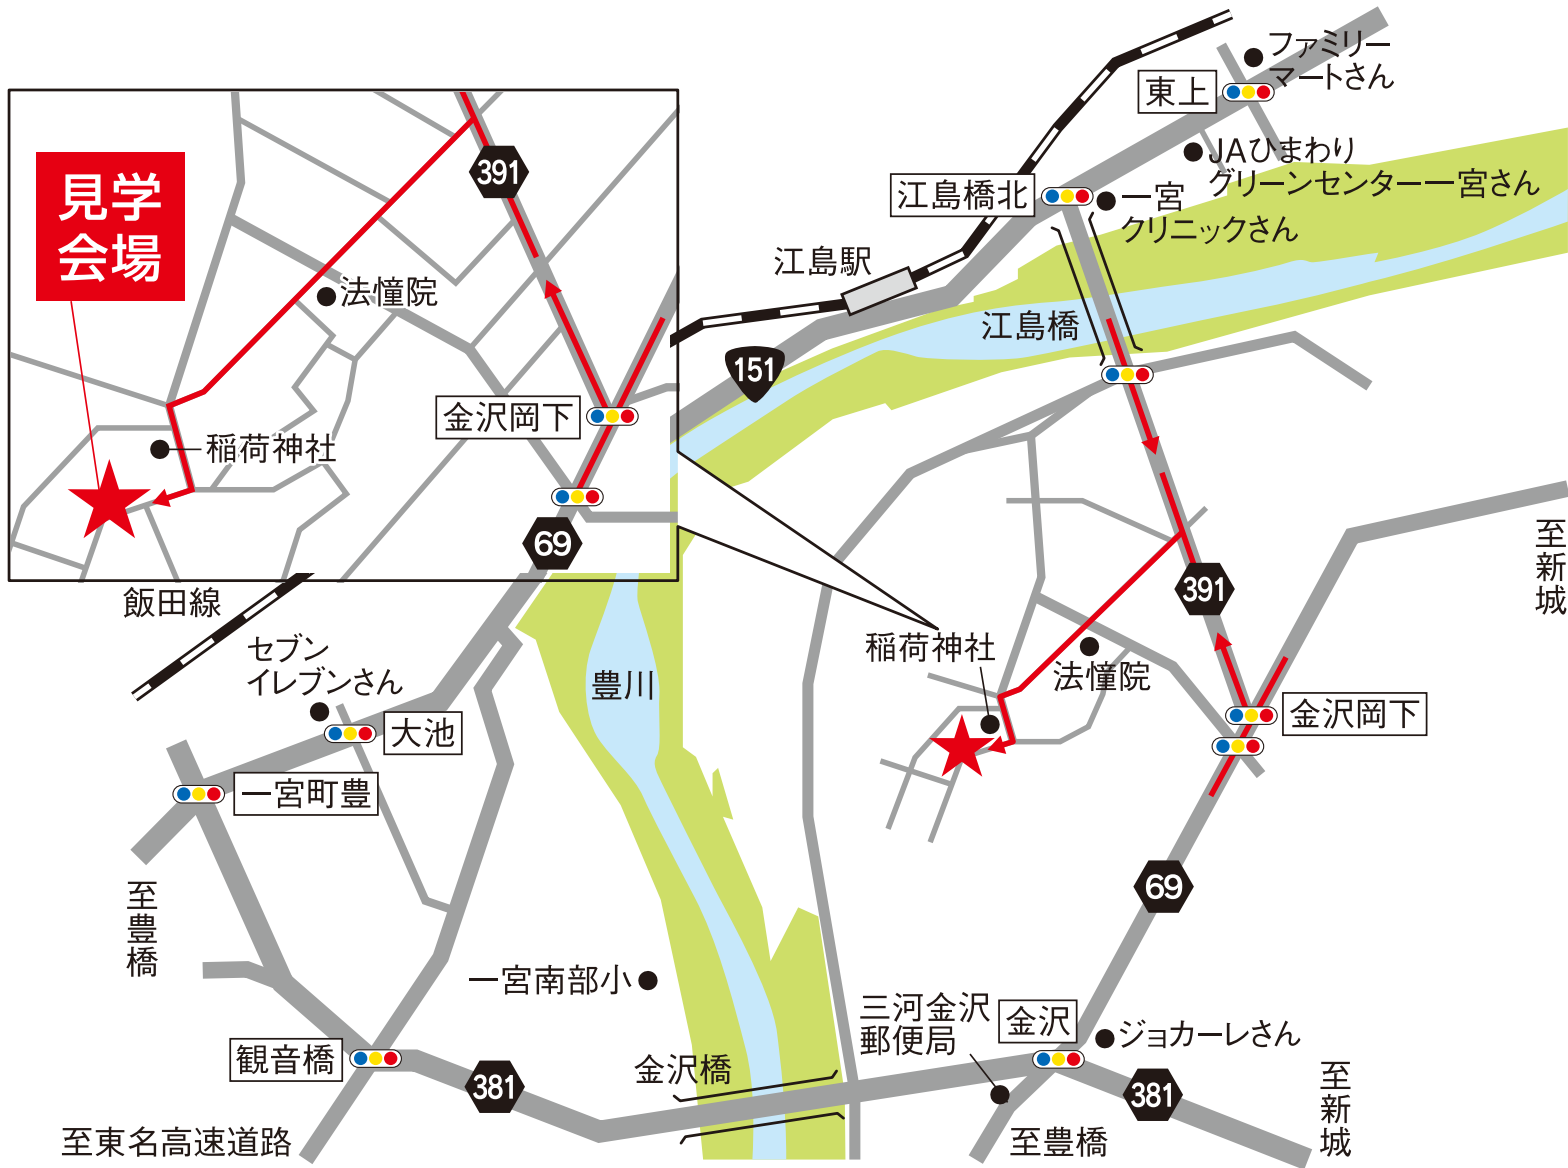 ファミリー
マートさん
東上
JAひまわり
グリーンセンター一宮さん
江島橋北
一宮
クリニックさん
江島駅
江島橋
151
見学
会場
391
法憧院
金沢岡下
稲荷神社
69
飯田線
至新城
391
稲荷神社
法憧院
金沢岡下
セブン
イレブンさん
大池
豊川
一宮町豊
至豊橋
69
一宮南部小
三河金沢
郵便局
金沢
ジョカーレさん
観音橋
381
金沢橋
381
至新城
至東名高速道路
至豊橋